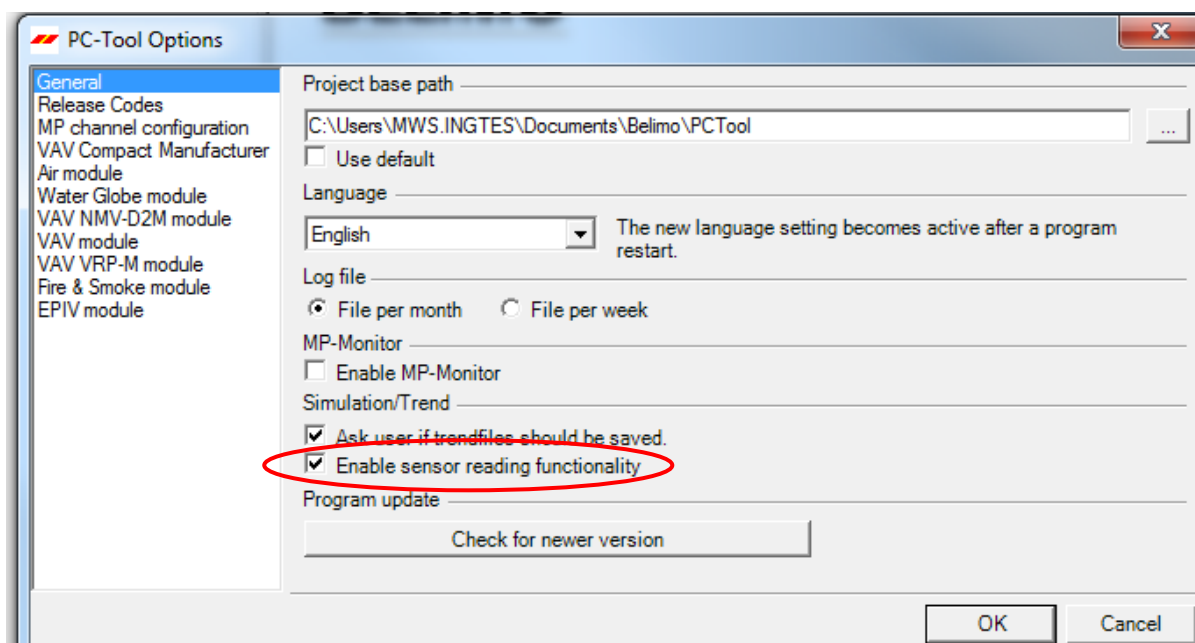 PC-Tool Options
General
Release Codes
MP channel configuration
VAV Compact Manufacturer
Air module
Water Globe module
VAV NMV-D2M module
VAV module
VAV VRP-M module
Fire & Smoke module
EPIV module
Project base path
C:\Users\MWS.INGTES\Documents\Belimo\PCTool
...
Use default
Language
English
The new language setting becomes active after a program
restart.
Log file
File per month
File per week
MP-Monitor
Enable MP-Monitor
Simulation/Trend
Ask user if trendfiles should be saved.
Enable sensor reading functionality
Program update
Check for newer version
OK
Cancel